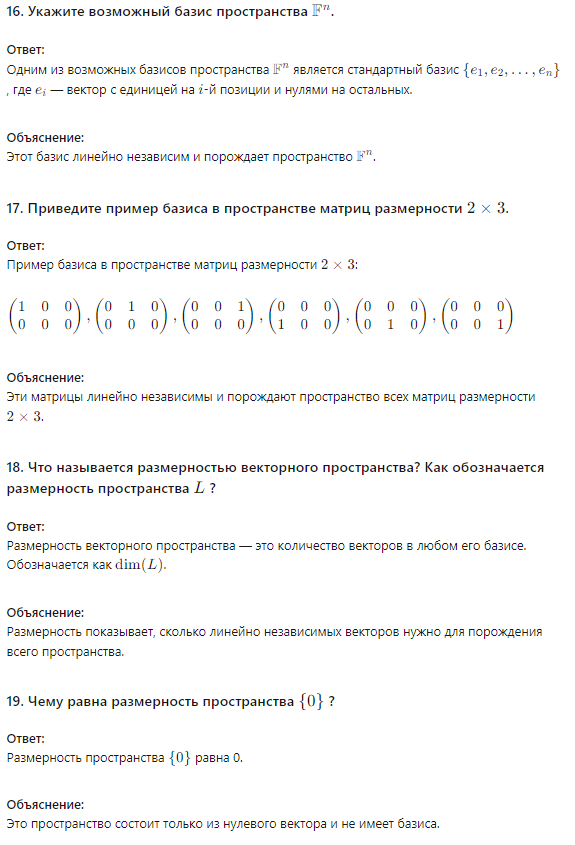 16. Укажите возможный базис пространства 𝔽ⁿ.
Ответ:
Одним из возможных базисов пространства 𝔽ⁿ является стандартный базис {e₁, e₂, …, eₙ}
, где eᵢ — вектор с единицей на i-й позиции и нулями на остальных.
Объяснение:
Этот базис линейно независим и порождает пространство 𝔽ⁿ.
17. Приведите пример базиса в пространстве матриц размерности 2 × 3.
Ответ:
Пример базиса в пространстве матриц размерности 2 × 3:
(1 0 0), (0 1 0), (0 0 1), (0 0 0), (0 0 0), (0 0 0)
(0 0 0), (0 0 0), (0 0 0), (1 0 0), (0 1 0), (0 0 1)
Объяснение:
Эти матрицы линейно независимы и порождают пространство всех матриц размерности
2 × 3.
18. Что называется размерностью векторного пространства? Как обозначается
размерность пространства L ?
Ответ:
Размерность векторного пространства — это количество векторов в любом его базисе.
Обозначается как dim(L).
Объяснение:
Размерность показывает, сколько линейно независимых векторов нужно для порождения
всего пространства.
19. Чему равна размерность пространства {0} ?
Ответ:
Размерность пространства {0} равна 0.
Объяснение:
Это пространство состоит только из нулевого вектора и не имеет базиса.